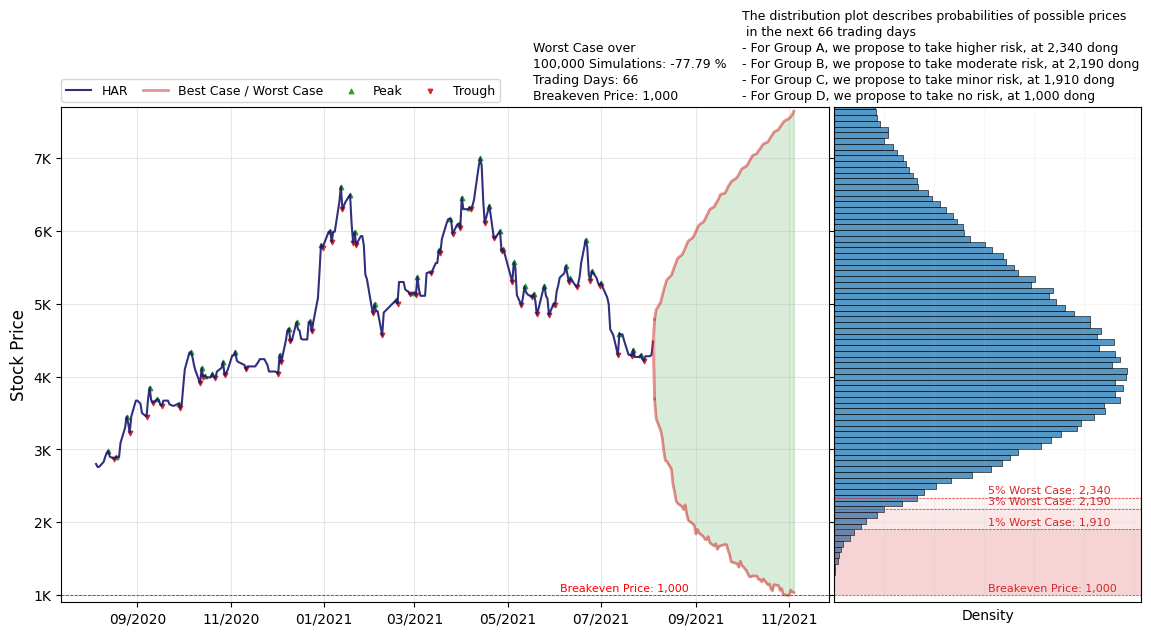 The distribution plot describes probabilities of possible prices
in the next 66 trading days
- For Group A, we propose to take higher risk, at 2,340 dong
- For Group B, we propose to take moderate risk, at 2,190 dong
- For Group C, we propose to take minor risk, at 1,910 dong
- For Group D, we propose to take no risk, at 1,000 dong
Worst Case over
100,000 Simulations: -77.79 %
Trading Days: 66
Breakeven Price: 1,000
HAR
Best Case / Worst Case
Peak
Trough
Stock Price
7K
6K
5K
4K
3K
2K
1K
Breakeven Price: 1,000
09/2020
11/2020
01/2021
03/2021
05/2021
07/2021
09/2021
11/2021
5% Worst Case: 2,340
3% Worst Case: 2,190
1% Worst Case: 1,910
Breakeven Price: 1,000
Density